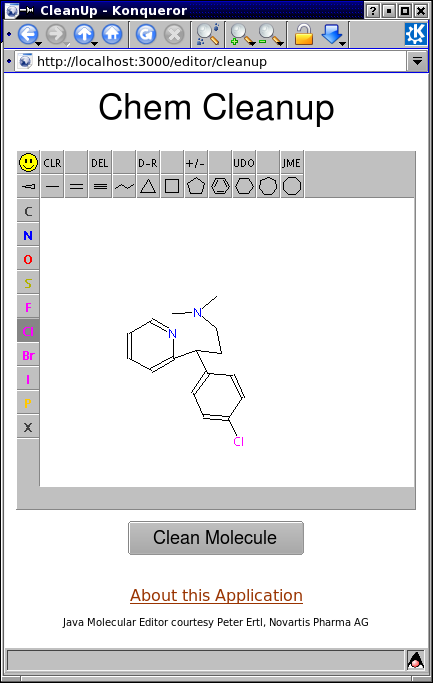 CleanUp - Konqueror
http://localhost:3000/editor/cleanup
Chem Cleanup
CLR DEL D-R +/- UDO JME
C
N
O
S
F
Cl
Br
I
P
X
N
N
Cl
Clean Molecule
About this Application
Java Molecular Editor courtesy Peter Ertl, Novartis Pharma AG